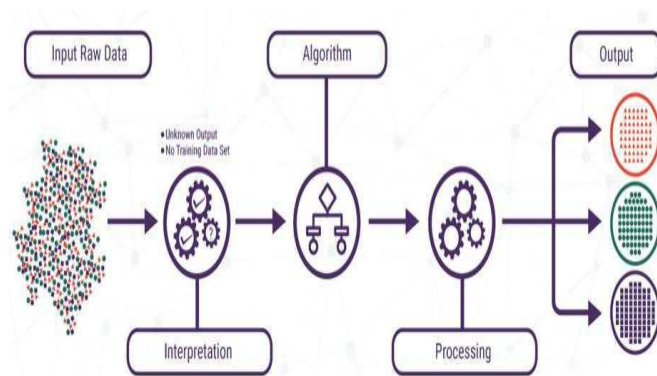 Input Raw Data
Algorithm
Output
• Unknown Output
• No Training Data Set
?
Interpretation
Processing